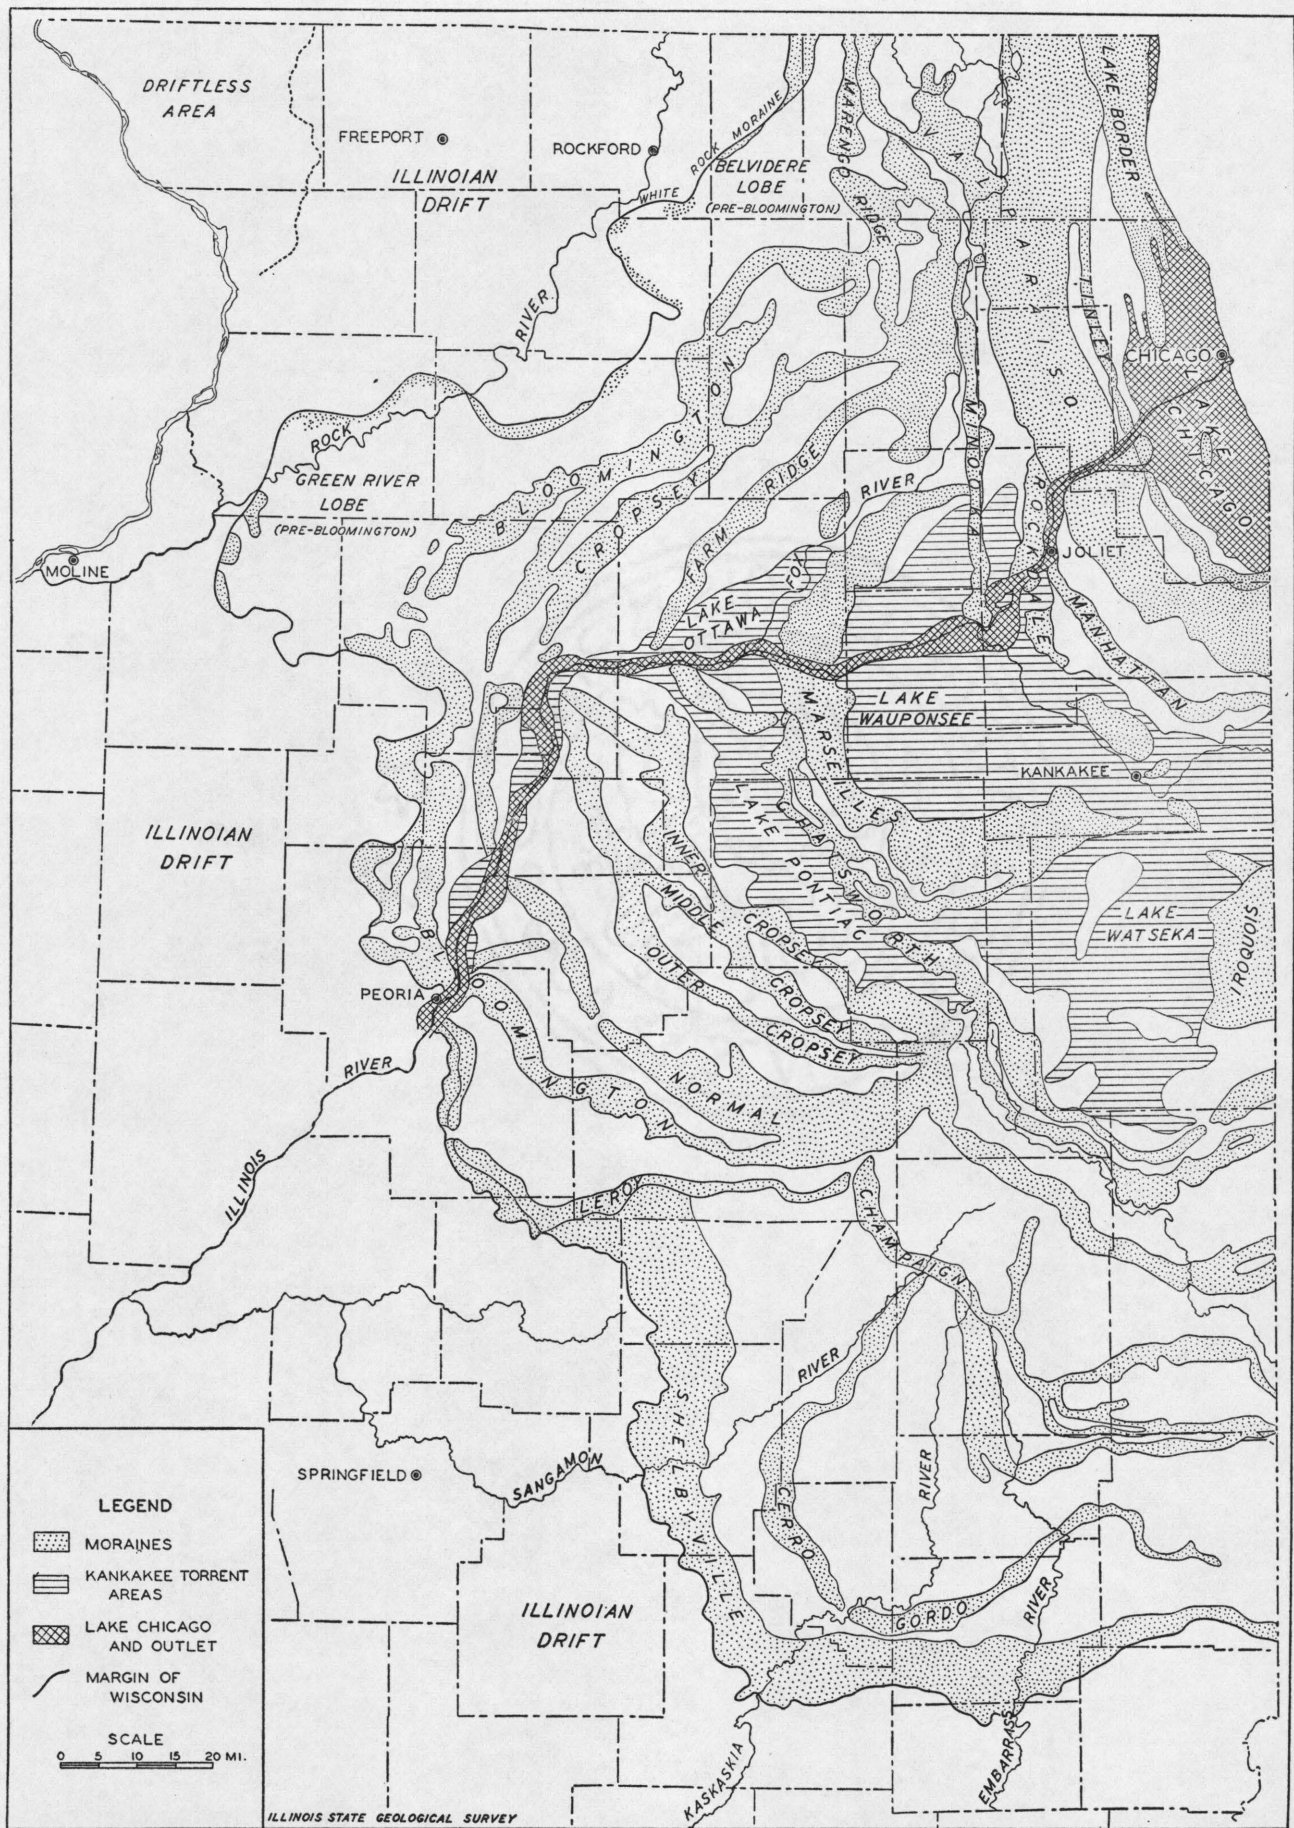 DRIFTLESS
AREA
FREEPORT
ROCKFORD
ILLINOIAN
DRIFT
WHITE ROCK MORAINE
BELVIDERE
LOBE
(PRE-BLOOMINGTON)
MARENGO RIDGE
VALPARAISO
LAKE BORDER
TINLEY
CHICAGO
LAKE
CHICAGO
ROCK
RIVER
GREEN RIVER
LOBE
(PRE-BLOOMINGTON)
MOLINE
BLOOMINGTON
CROPSEY
FARM RIDGE
FOX RIVER
MINOOKA
ROCKDALE
JOLIET
MANHATTAN
LAKE
OTTAWA
LAKE
WAUPONSEE
MARSEILLES
KANKAKEE
CHATSWORTH
LAKE
PONTIAC
ILLINOIAN
DRIFT
INNER CROPSEY
MIDDLE CROPSEY
OUTER CROPSEY
LAKE
WATSEKA
IROQUOIS
PEORIA
BLOOMINGTON
NORMAL
ILLINOIS RIVER
LEROY
CHAMPAIGN
SHELBYVILLE
SANGAMON RIVER
SPRINGFIELD
CERRO GORDO
RIVER
RIVER
ILLINOIAN
DRIFT
KASKASKIA
EMBARRASS
LEGEND
MORAINES
KANKAKEE TORRENT
AREAS
LAKE CHICAGO
AND OUTLET
MARGIN OF
WISCONSIN
SCALE
0 5 10 15 20 MI.
ILLINOIS STATE GEOLOGICAL SURVEY